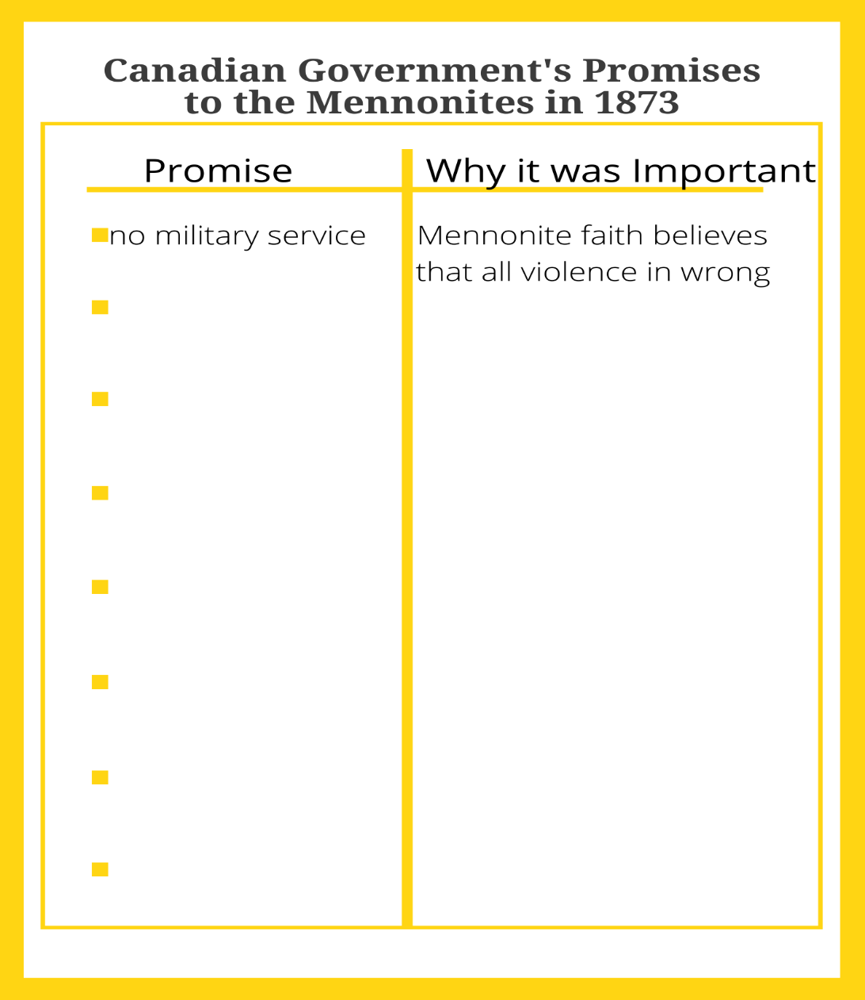 Canadian Government's Promises
to the Mennonites in 1873
Promise
Why it was Important
no military service
Mennonite faith believes
that all violence in wrong